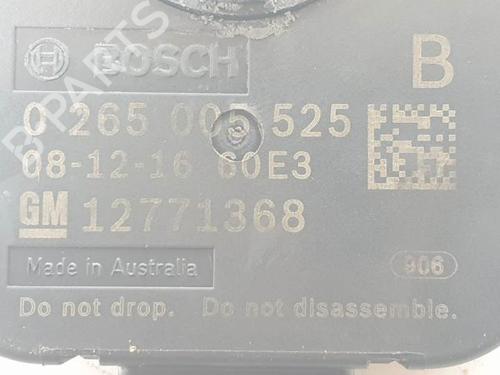 BOSCH B
0 265 005 525
08-12-16 60E3
GM 12771368
Made in Australia 906
Do not drop. Do not disassemble.
B PARTS